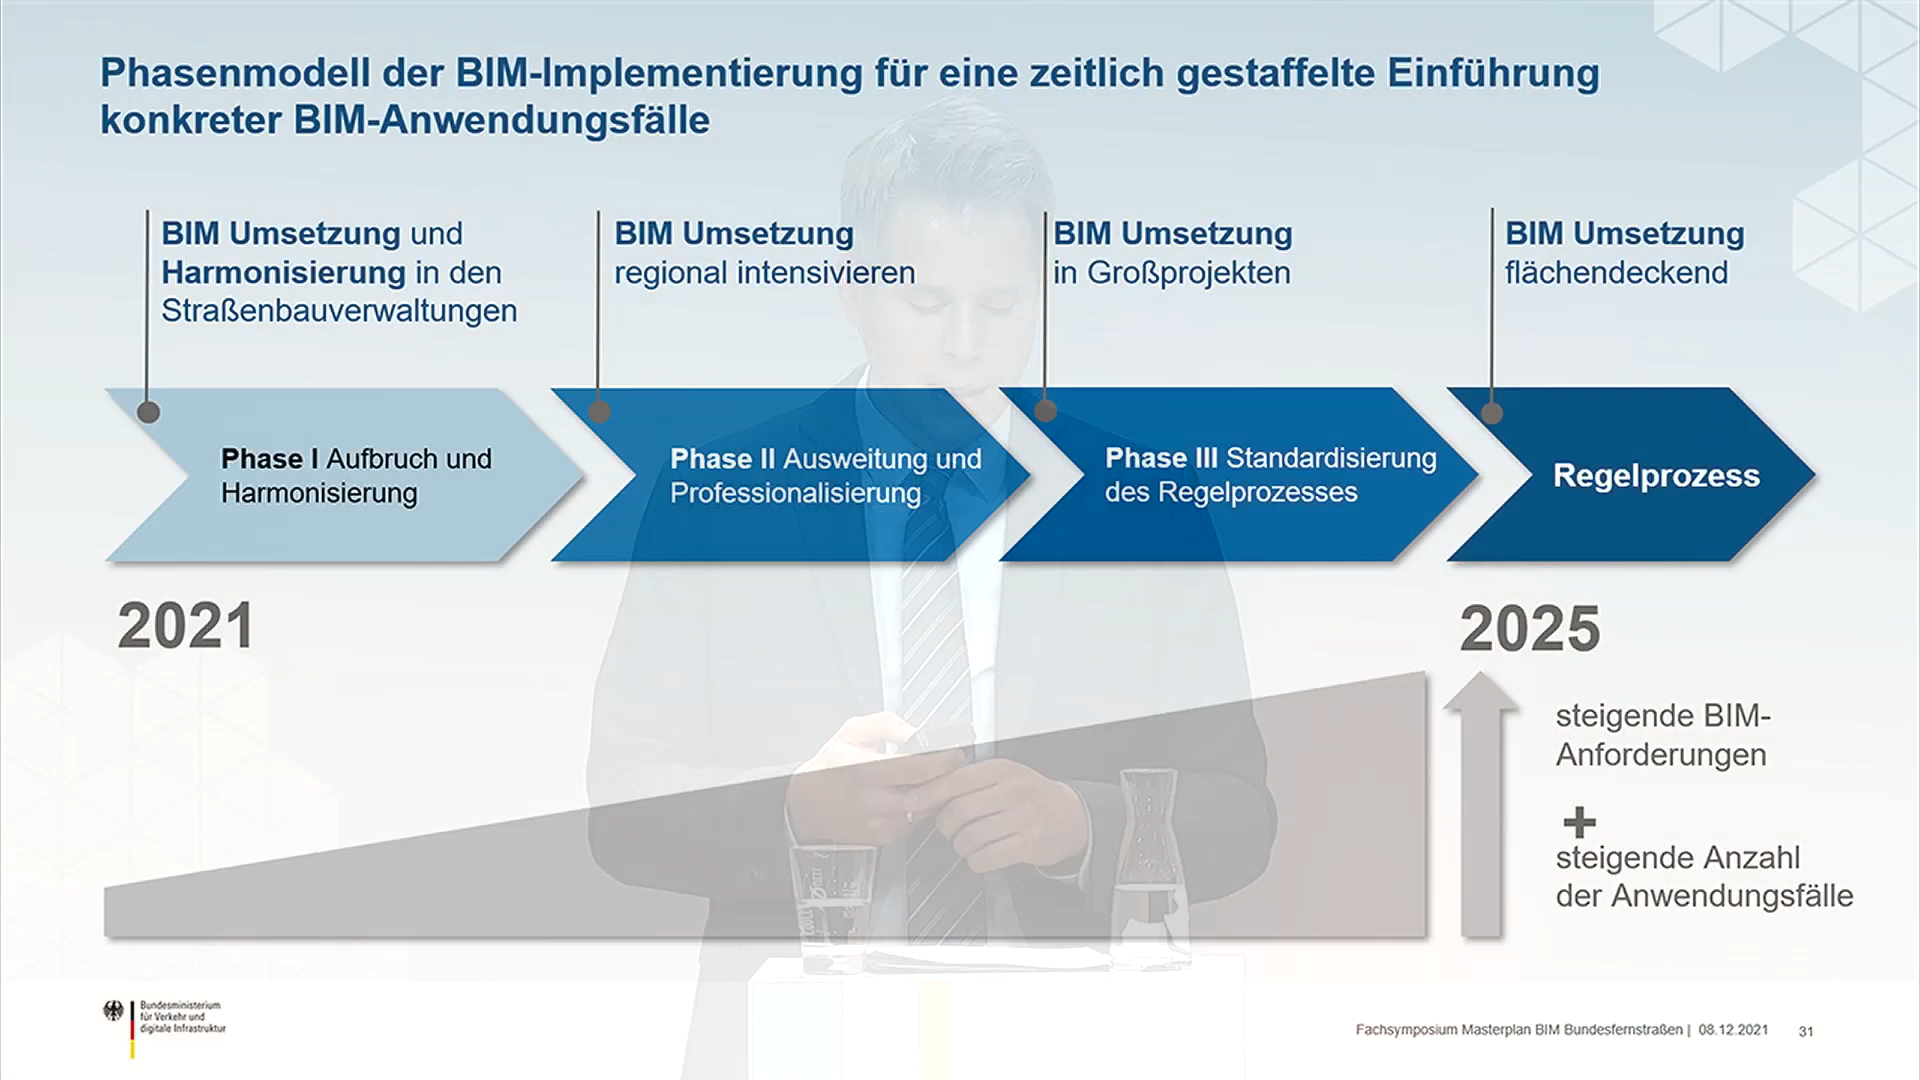 Phasenmodell der BIM-Implementierung für eine zeitlich gestaffelte Einführung
konkreter BIM-Anwendungsfälle
BIM Umsetzung und
Harmonisierung in den
Straßenbauverwaltungen
BIM Umsetzung
regional intensivieren
BIM Umsetzung
in Großprojekten
BIM Umsetzung
flächendeckend
Phase I Aufbruch und
Harmonisierung
Phase II Ausweitung und
Professionalisierung
Phase III Standardisierung
des Regelprozesses
Regelprozess
2021
2025
steigende BIM-
Anforderungen
+
steigende Anzahl
der Anwendungsfälle
Bundesministerium
für Verkehr und
digitale Infrastruktur
Fachsymposium Masterplan BIM Bundesfernstraßen | 08.12.2021 31